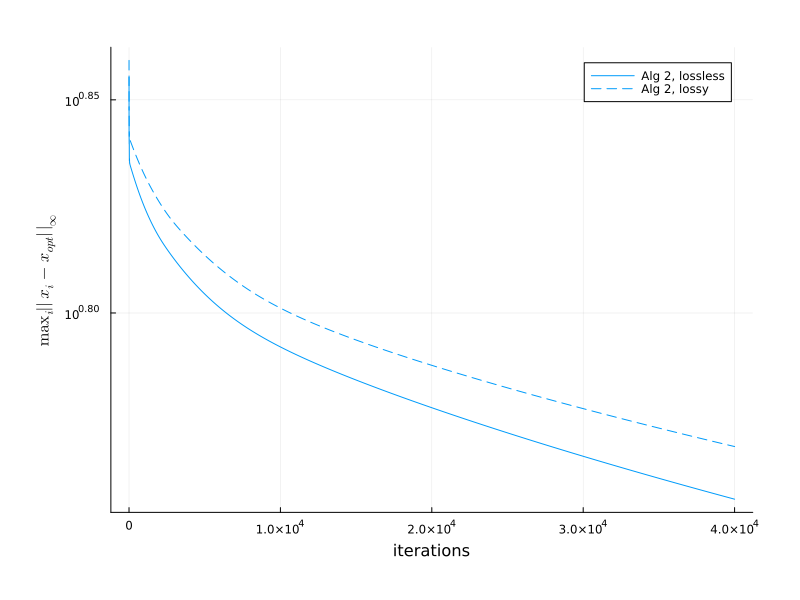 10^0.85
10^0.80
max_i|| x_i − x_opt||_∞
Alg 2, lossless
Alg 2, lossy
0 1.0×10^4 2.0×10^4 3.0×10^4 4.0×10^4
iterations